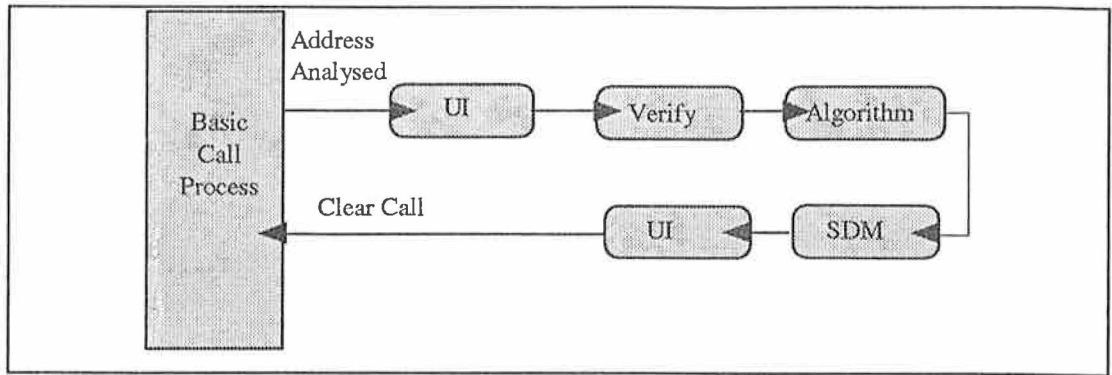 Address
Analysed
UI
Verify
Algorithm
Basic
Call
Process
Clear Call
UI
SDM